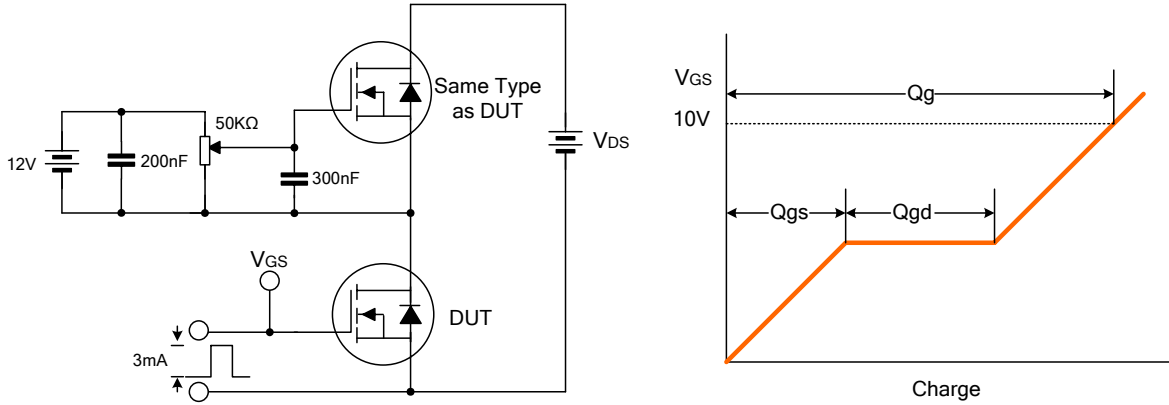 12V
200nF
50KΩ
300nF
Same Type
as DUT
VDS
VGS
DUT
3mA
VGS
10V
Qg
Qgs
Qgd
Charge